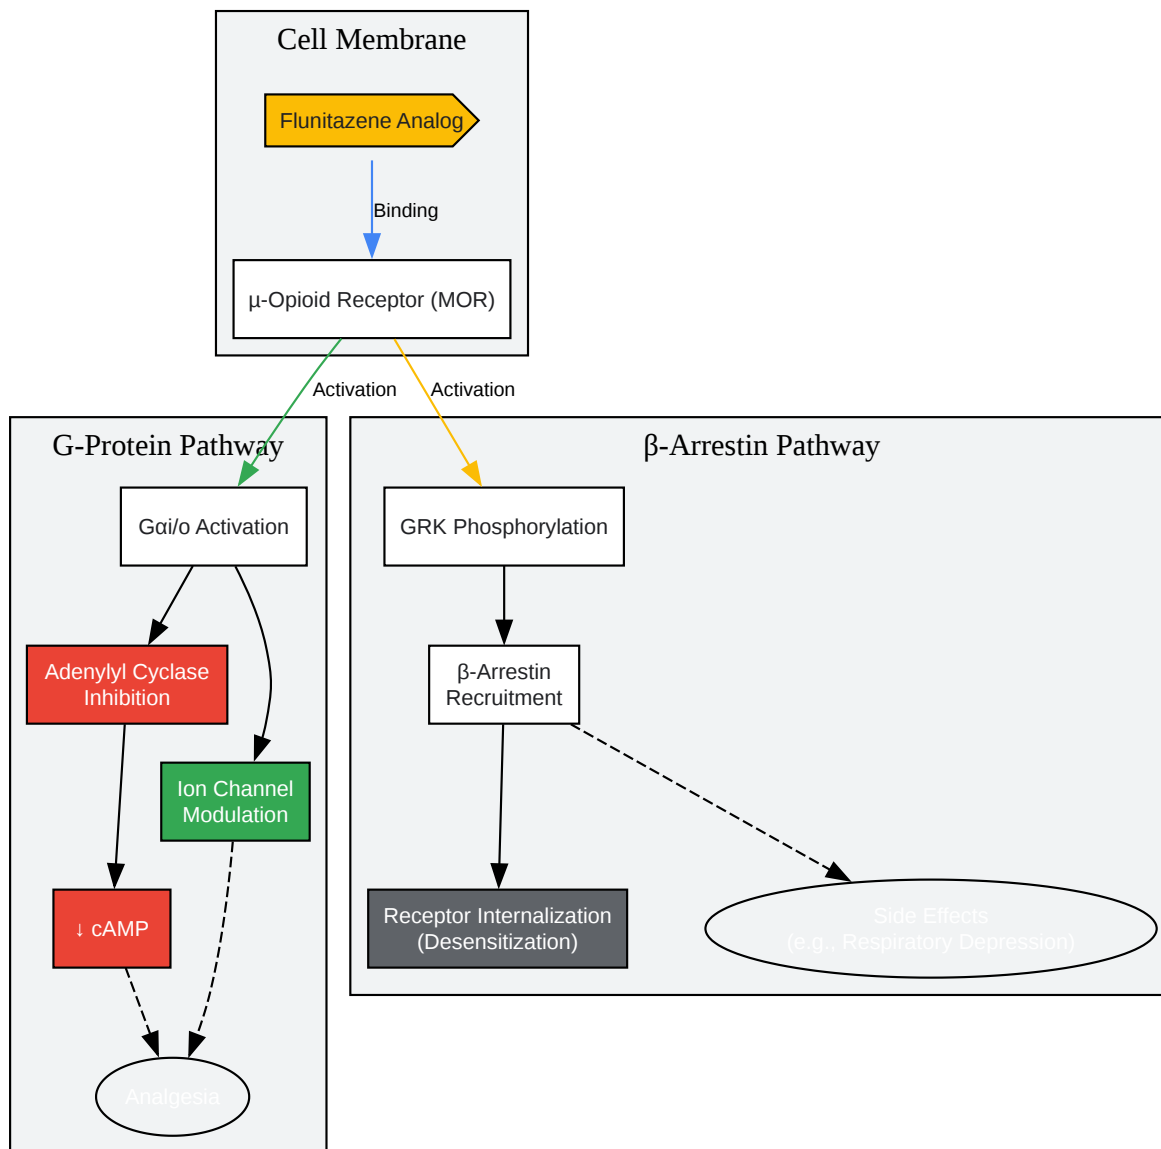 Cell Membrane
Flunitazene Analog
Binding
µ-Opioid Receptor (MOR)
Activation
Activation
G-Protein Pathway
Gαi/o Activation
Adenylyl Cyclase
Inhibition
Ion Channel
Modulation
↓ cAMP
Analgesia
β-Arrestin Pathway
GRK Phosphorylation
β-Arrestin
Recruitment
Receptor Internalization
(Desensitization)
Side Effects
(e.g., Respiratory Depression)